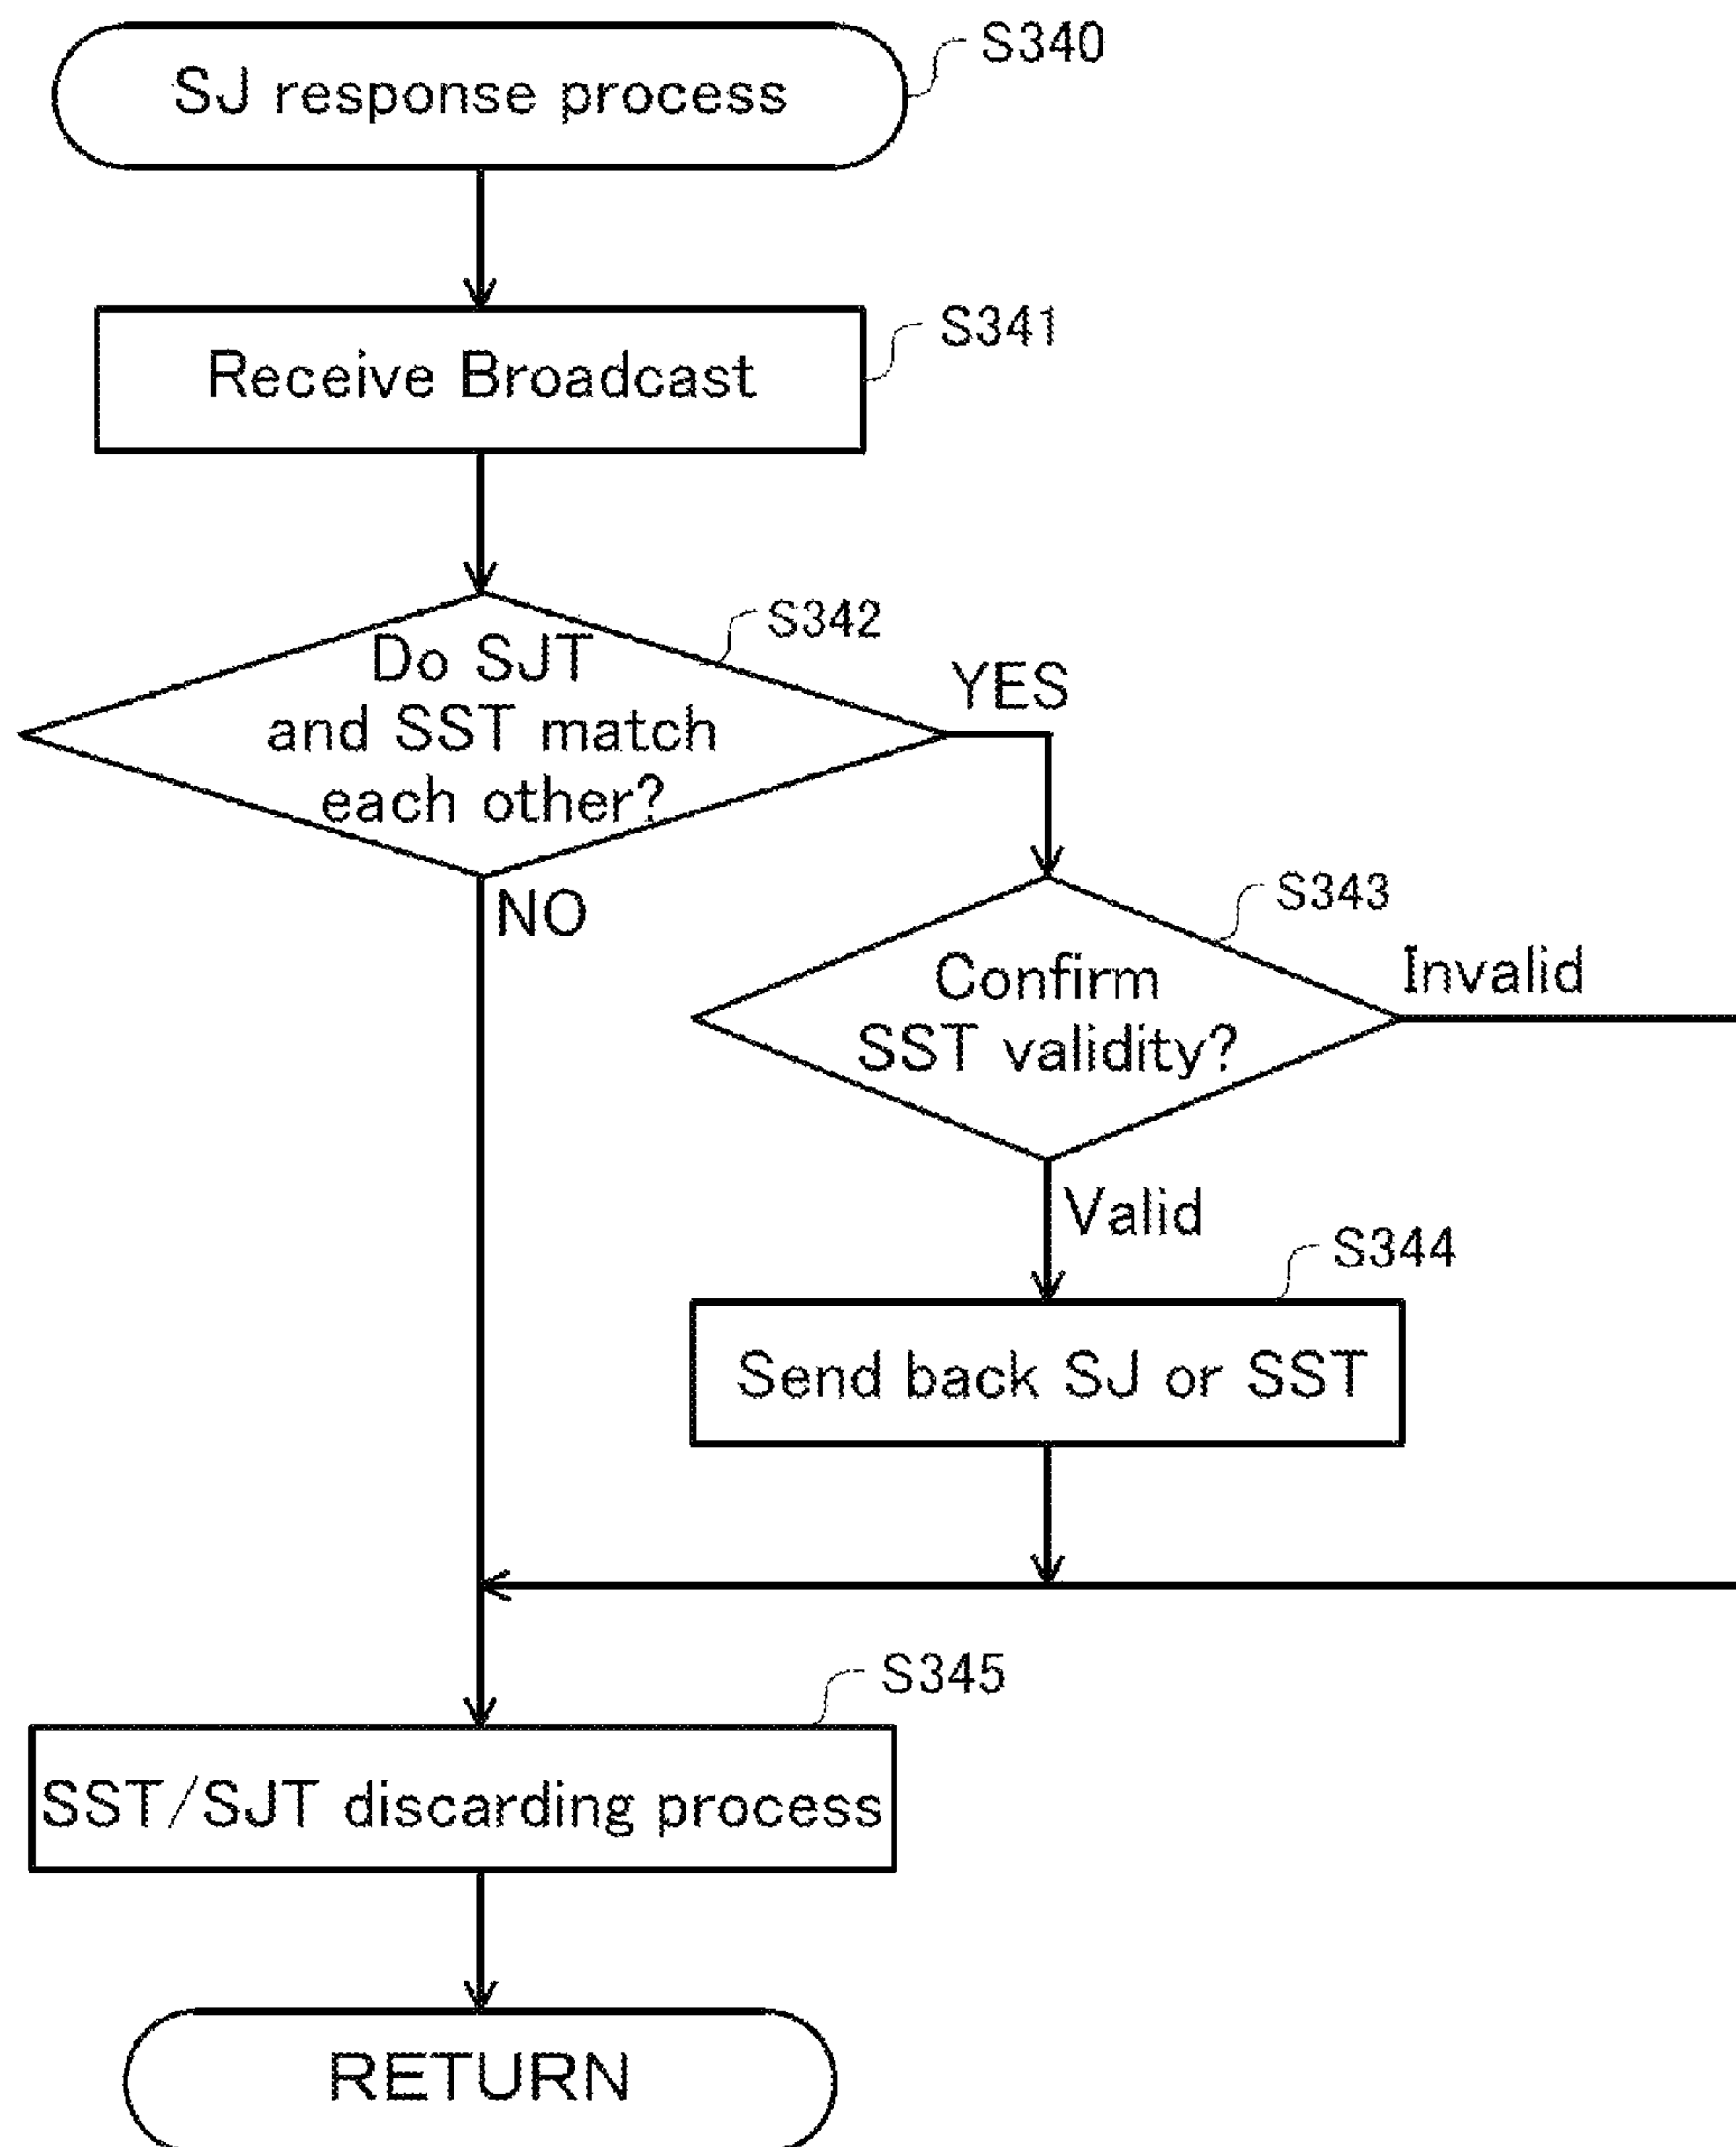 SJ response process
S340
Receive Broadcast
S341
Do SJT
and SST match
each other?
S342
YES
NO
Confirm
SST validity?
S343
Invalid
Valid
Send back SJ or SST
S344
SST/SJT discarding process
S345
RETURN